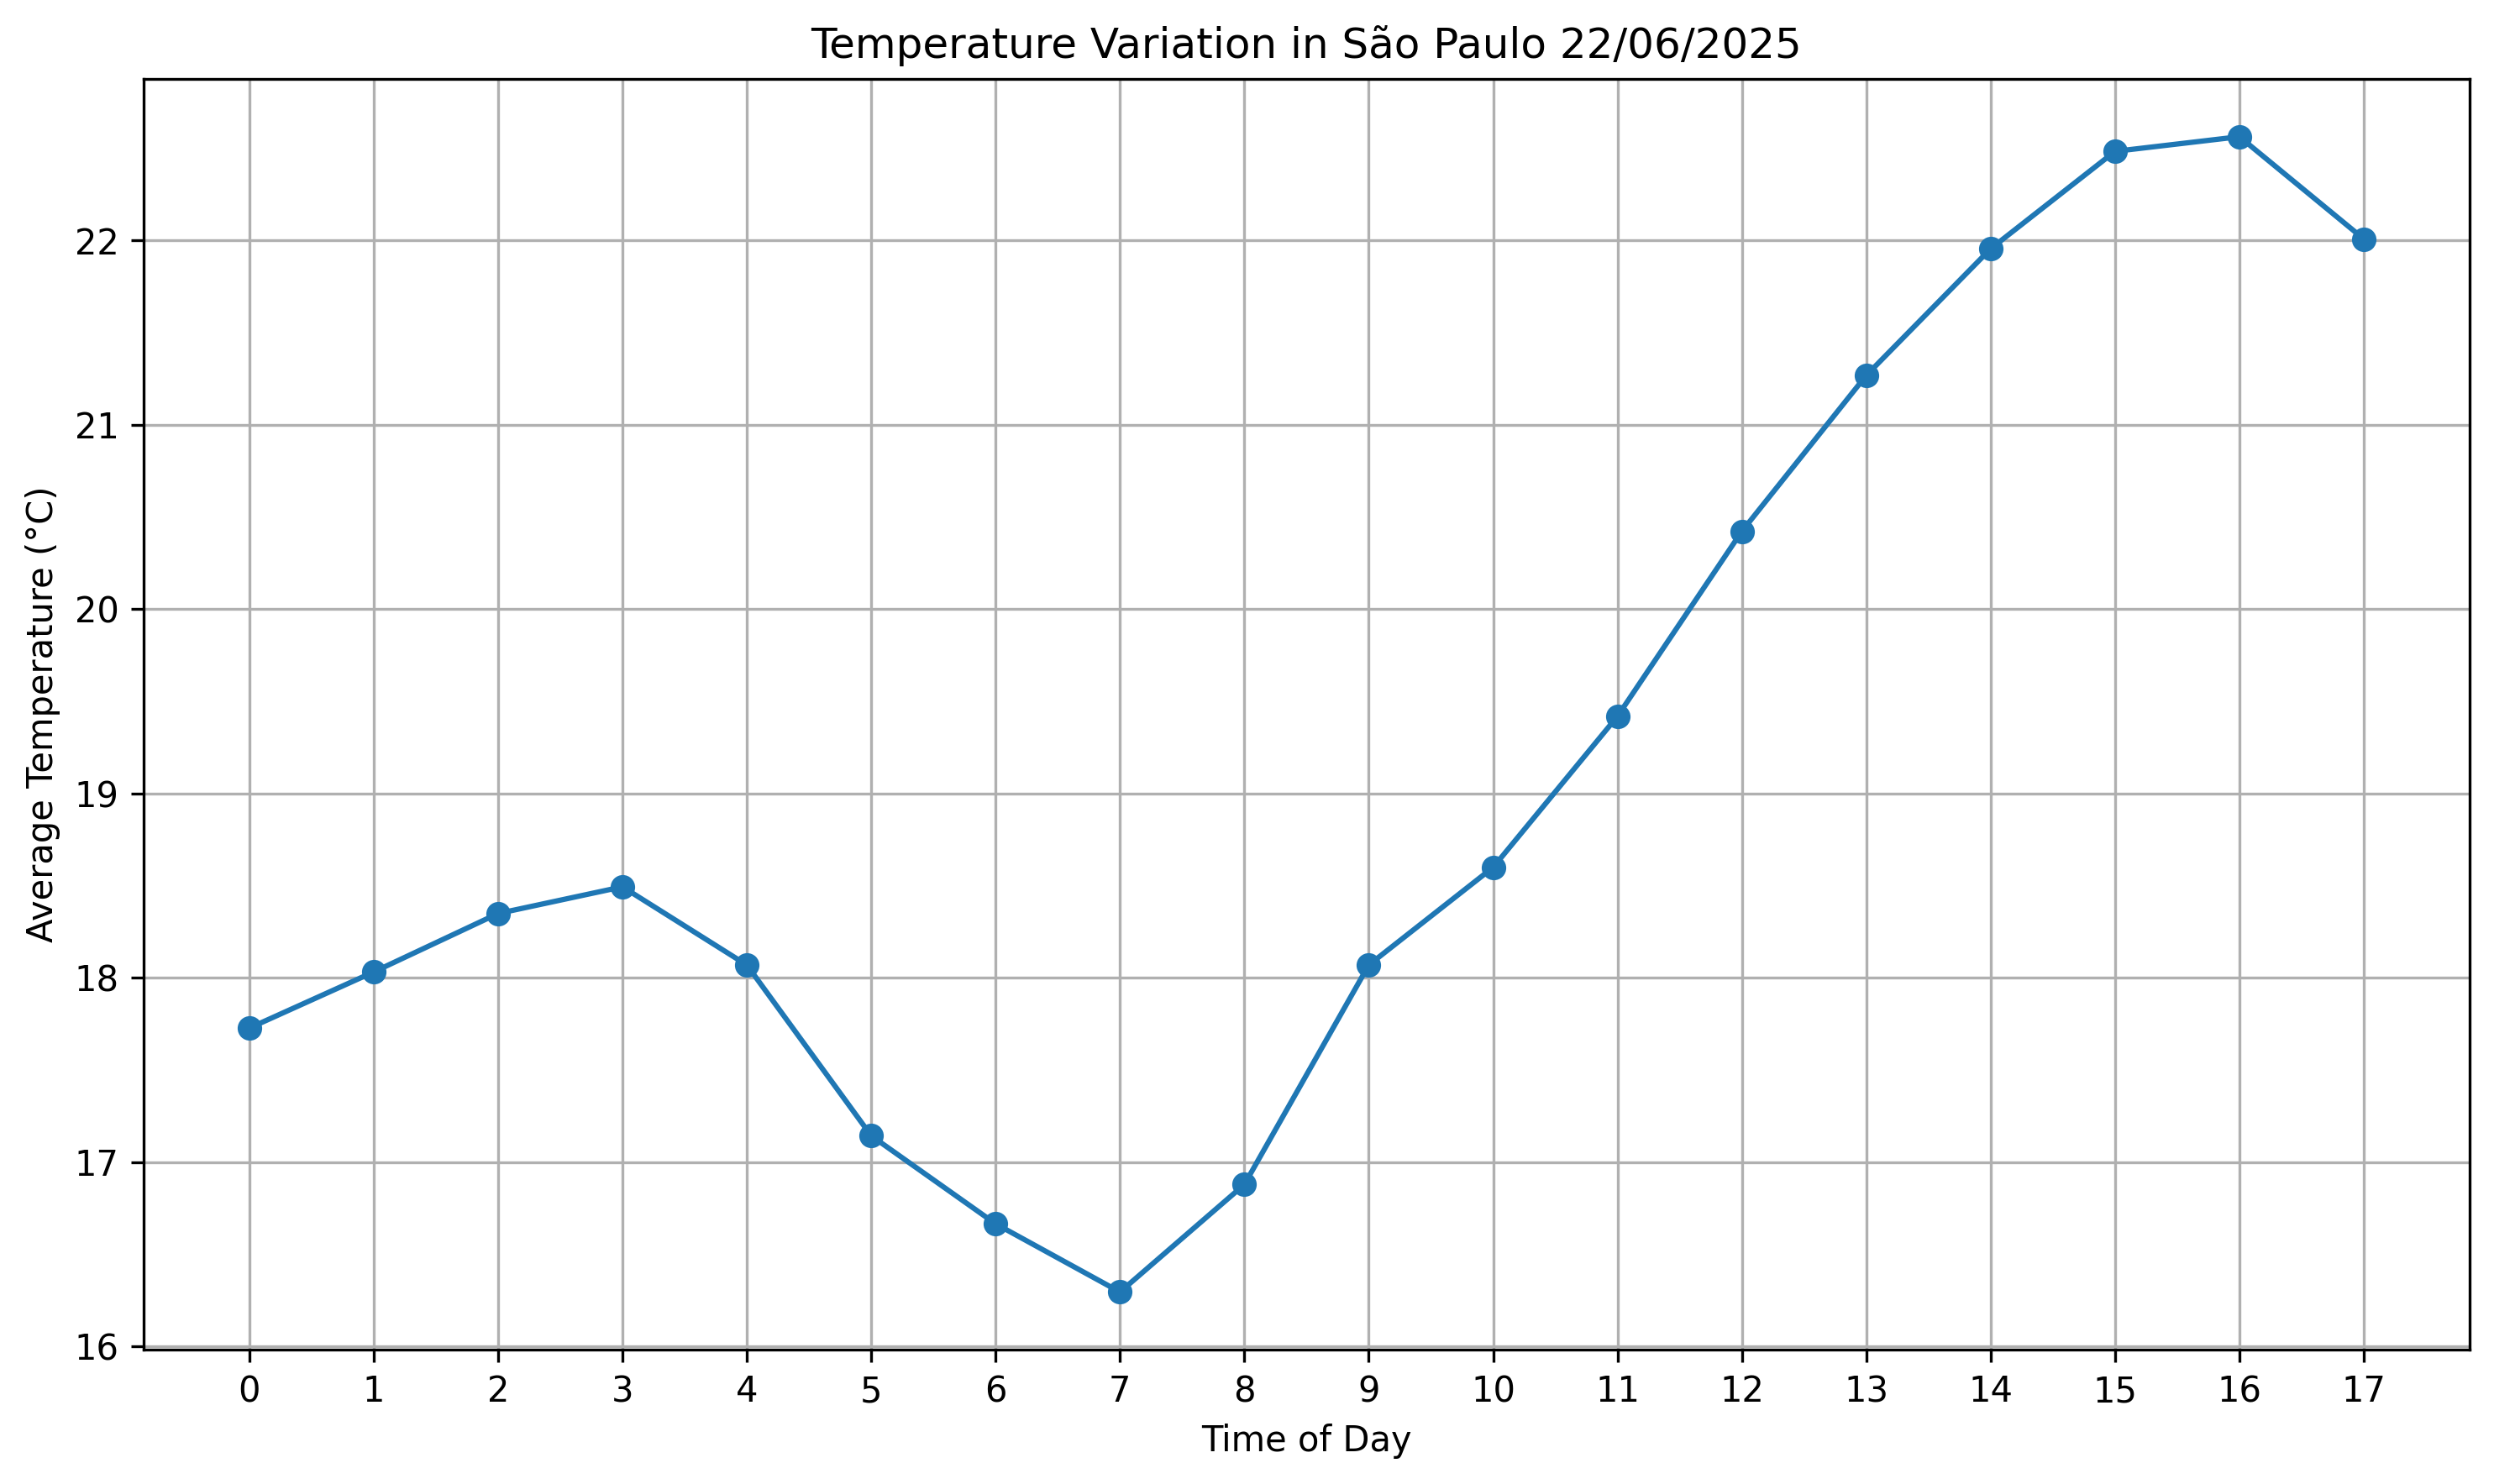 Temperature Variation in São Paulo 22/06/2025
Average Temperature (°C)
22
21
20
19
18
17
16
0 1 2 3 4 5 6 7 8 9 10 11 12 13 14 15 16 17
Time of Day